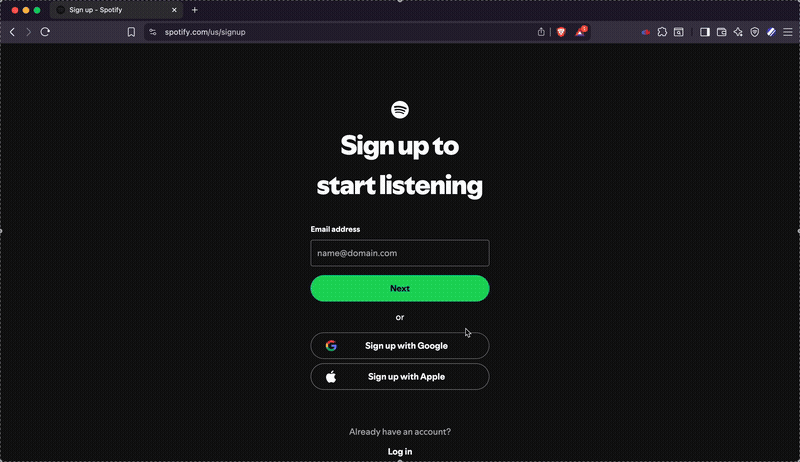 Sign up - Spotify
spotify.com/us/signup
Sign up to
start listening
Email address
name@domain.com
Next
or
Sign up with Google
Sign up with Apple
Already have an account?
Log in